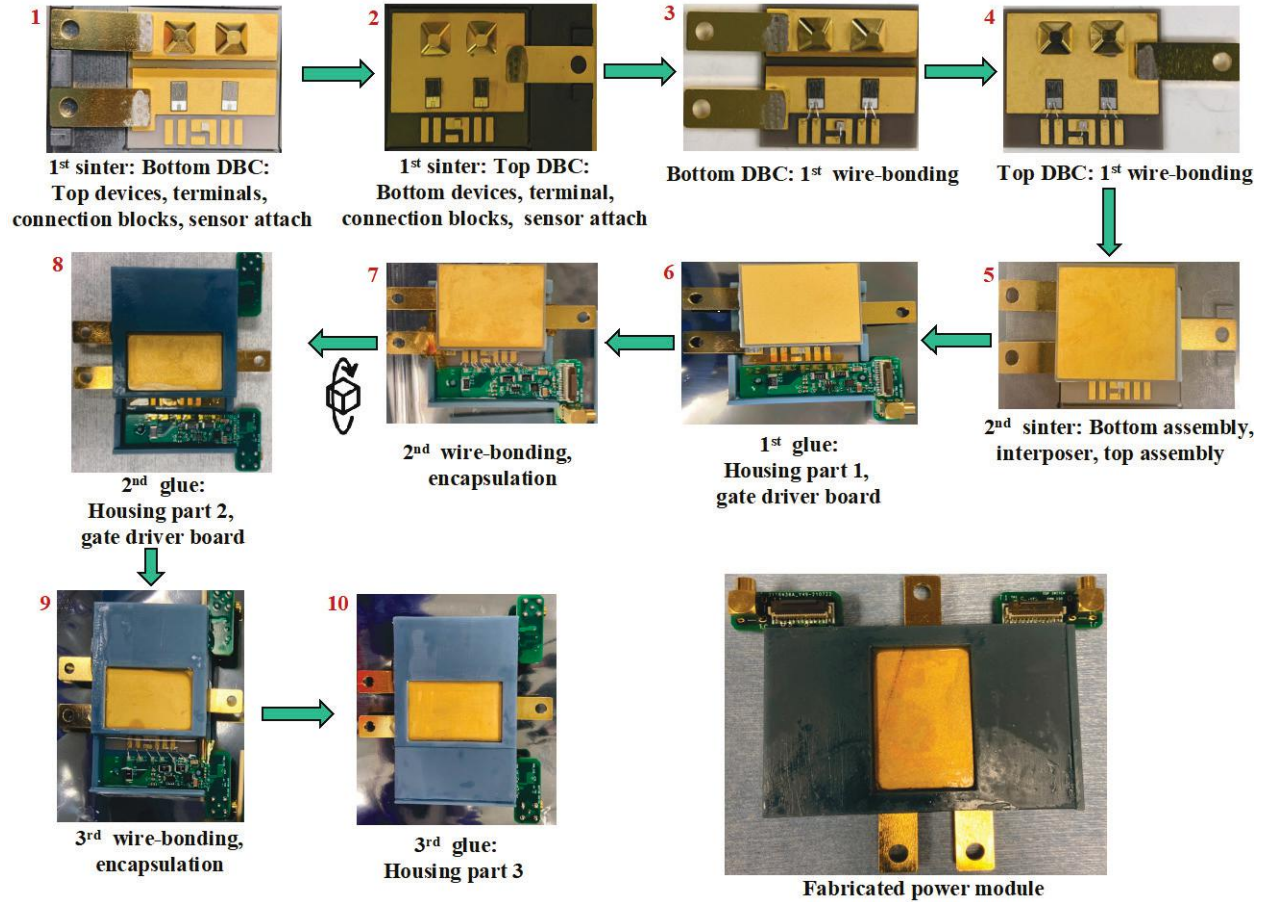 1
1st sinter: Bottom DBC:
Top devices, terminals,
connection blocks, sensor attach
2
1st sinter: Top DBC:
Bottom devices, terminal,
connection blocks, sensor attach
3
Bottom DBC: 1st wire-bonding
4
Top DBC: 1st wire-bonding
5
2nd sinter: Bottom assembly,
interposer, top assembly
6
1st glue:
Housing part 1,
gate driver board
7
2nd wire-bonding,
encapsulation
8
2nd glue:
Housing part 2,
gate driver board
9
3rd wire-bonding,
encapsulation
10
3rd glue:
Housing part 3
Fabricated power module